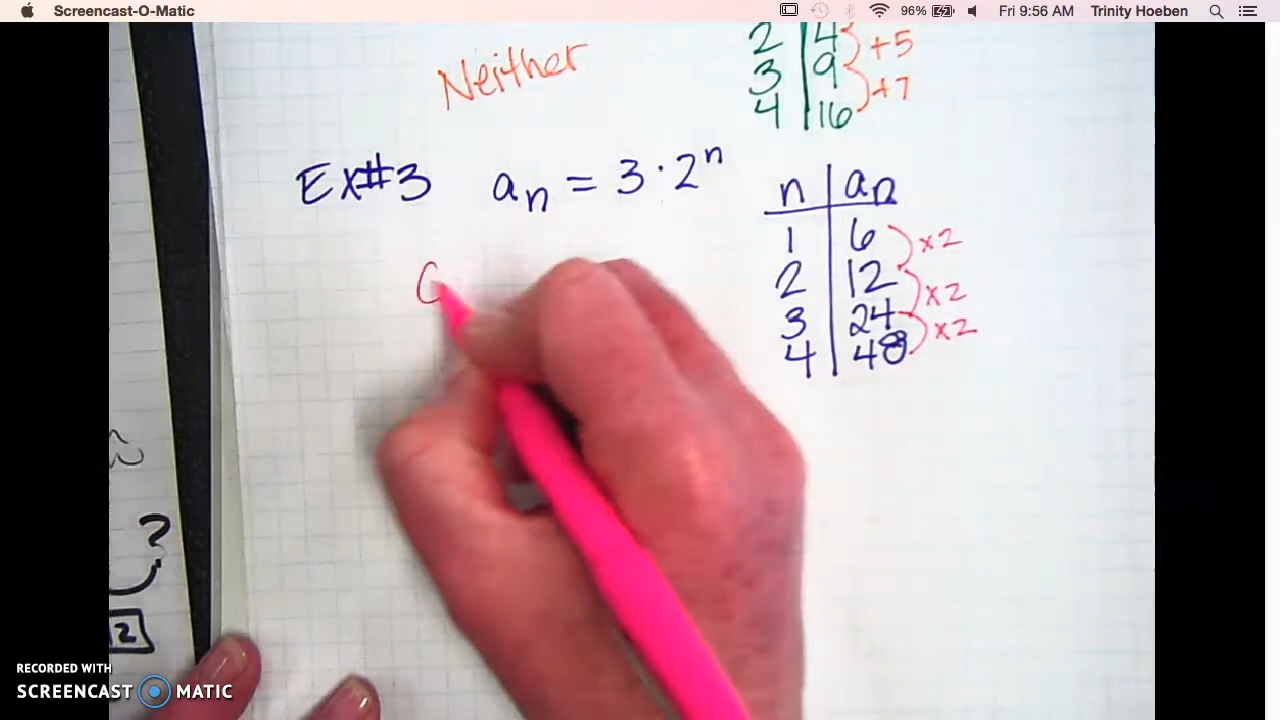 Screencast-O-Matic 96% Fri 9:56 AM Trinity Hoeben
2 4 +5
Neither
3 9 +7
4 16
Ex#3 aₙ = 3·2ⁿ
n aₙ
1 6 x2
2 12 x2
3 24 x2
4 48
?
12
RECORDED WITH
SCREENCAST MATIC